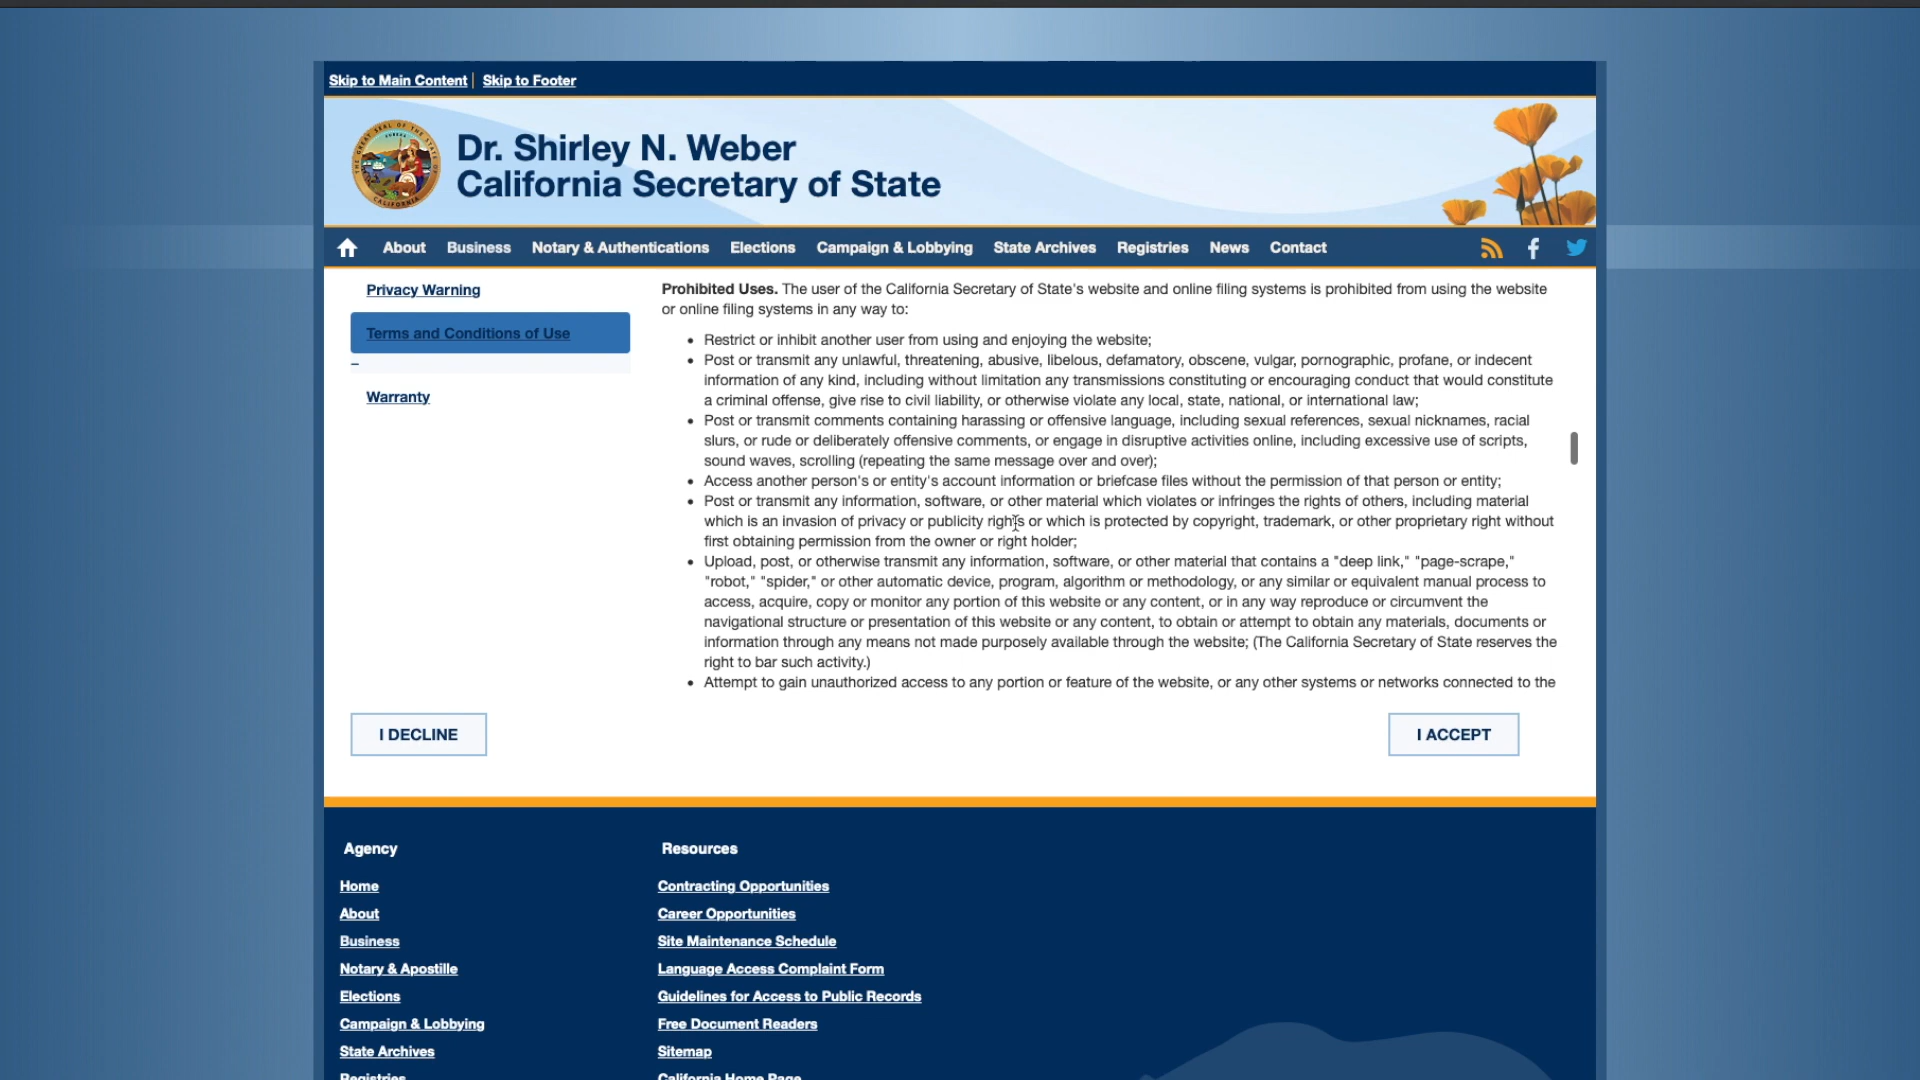 Skip to Main Content | Skip to Footer
Dr. Shirley N. Weber
California Secretary of State
About Business Notary & Authentications Elections Campaign & Lobbying State Archives Registries News Contact
Privacy Warning
Terms and Conditions of Use
–
Warranty
Prohibited Uses. The user of the California Secretary of State's website and online filing systems is prohibited from using the website
or online filing systems in any way to:
• Restrict or inhibit another user from using and enjoying the website;
• Post or transmit any unlawful, threatening, abusive, libelous, defamatory, obscene, vulgar, pornographic, profane, or indecent
information of any kind, including without limitation any transmissions constituting or encouraging conduct that would constitute
a criminal offense, give rise to civil liability, or otherwise violate any local, state, national, or international law;
• Post or transmit comments containing harassing or offensive language, including sexual references, sexual nicknames, racial
slurs, or rude or deliberately offensive comments, or engage in disruptive activities online, including excessive use of scripts,
sound waves, scrolling (repeating the same message over and over);
• Access another person's or entity's account information or briefcase files without the permission of that person or entity;
• Post or transmit any information, software, or other material which violates or infringes the rights of others, including material
which is an invasion of privacy or publicity rights or which is protected by copyright, trademark, or other proprietary right without
first obtaining permission from the owner or right holder;
• Upload, post, or otherwise transmit any information, software, or other material that contains a "deep link," "page-scrape,"
"robot," "spider," or other automatic device, program, algorithm or methodology, or any similar or equivalent manual process to
access, acquire, copy or monitor any portion of this website or any content, or in any way reproduce or circumvent the
navigational structure or presentation of this website or any content, to obtain or attempt to obtain any materials, documents or
information through any means not made purposely available through the website; (The California Secretary of State reserves the
right to bar such activity.)
• Attempt to gain unauthorized access to any portion or feature of the website, or any other systems or networks connected to the
I DECLINE
I ACCEPT
Agency
Home
About
Business
Notary & Apostille
Elections
Campaign & Lobbying
State Archives
Registries
Resources
Contracting Opportunities
Career Opportunities
Site Maintenance Schedule
Language Access Complaint Form
Guidelines for Access to Public Records
Free Document Readers
Sitemap
California Home Page